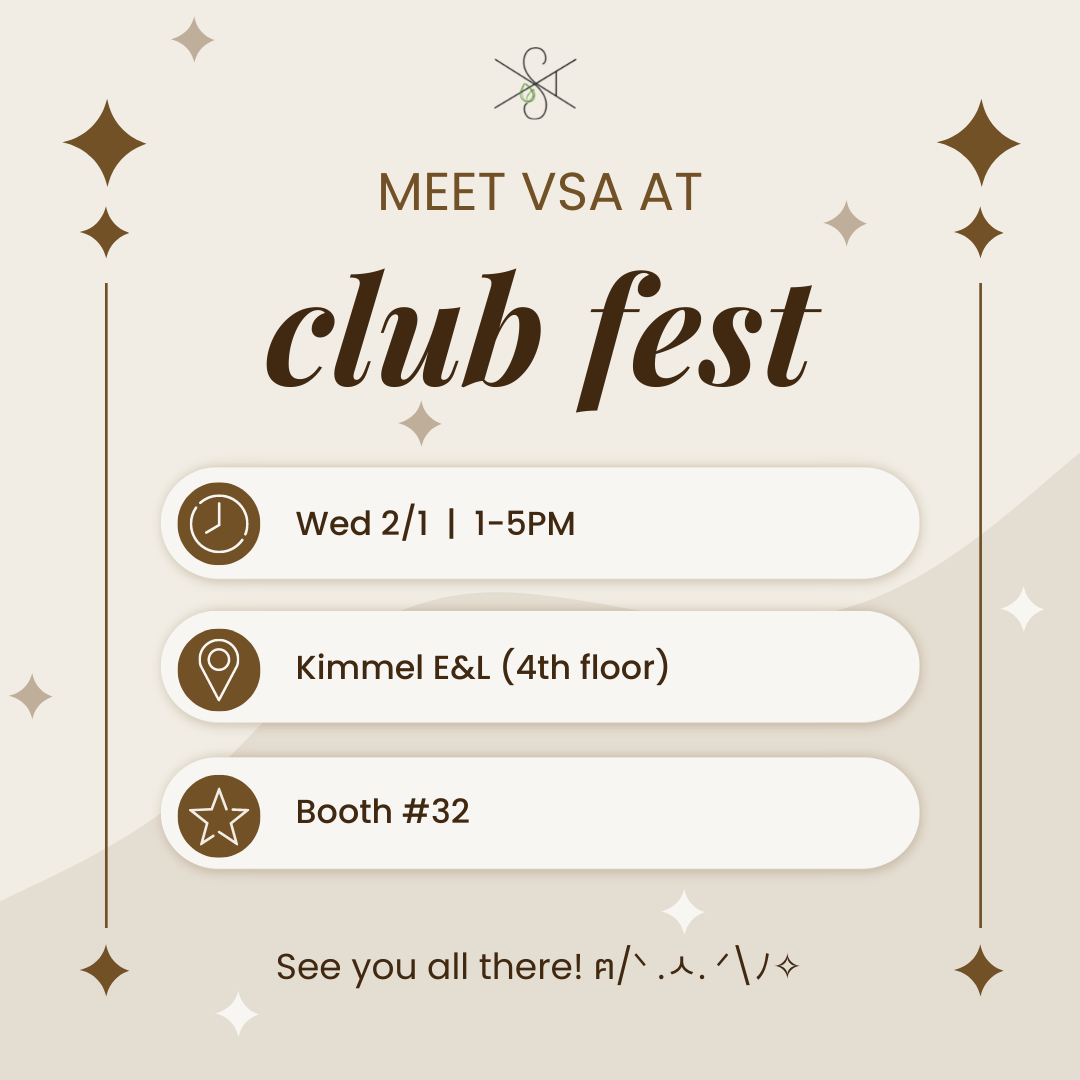 MEET VSA AT
club fest
Wed 2/1 | 1-5PM
Kimmel E&L (4th floor)
Booth #32
See you all there! ฅ/ᐠ .ㅅ. ᐟ\ﾉ✧